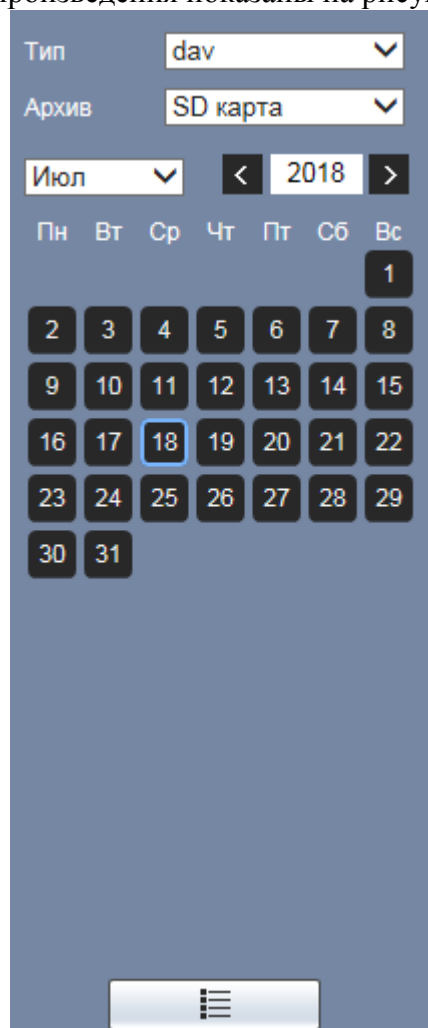 произведения показаны на рисун
Тип dav
Архив SD карта
Июл < 2018 >
Пн Вт Ср Чт Пт Сб Вс
1
2 3 4 5 6 7 8
9 10 11 12 13 14 15
16 17 18 19 20 21 22
23 24 25 26 27 28 29
30 31